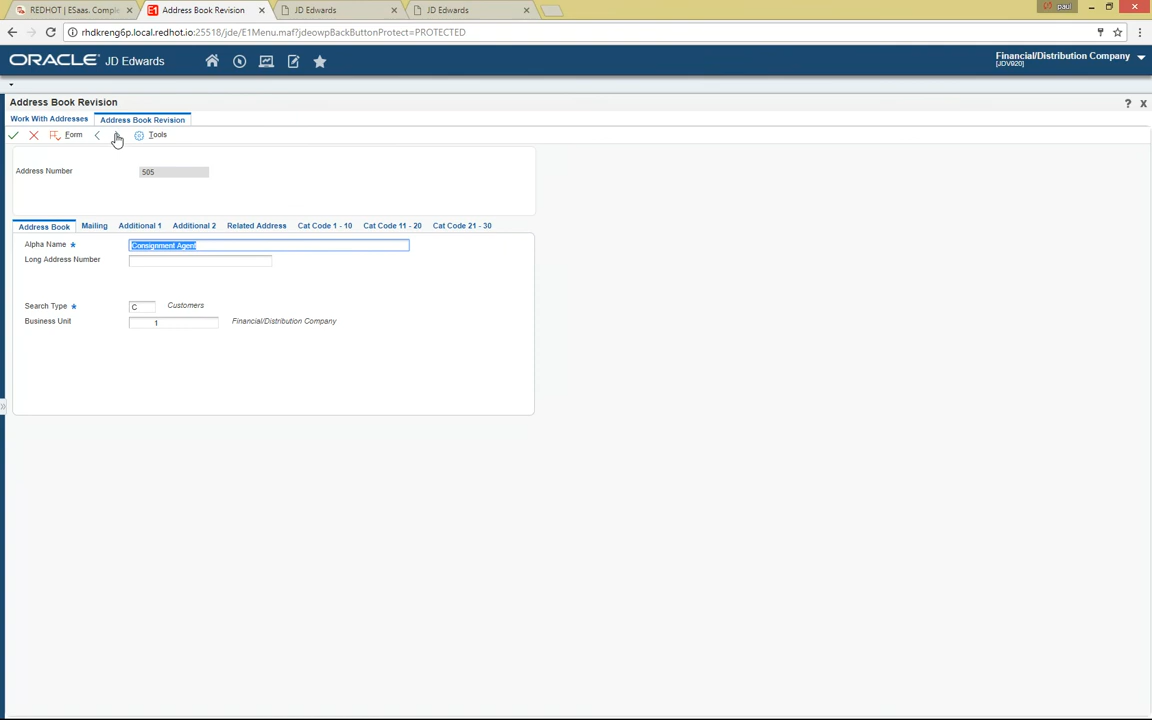 REDHOT | ESaas. Comple
Address Book Revision
JD Edwards
JD Edwards
paul
rhdkreng6p.local.redhot.io:25518/jde/E1Menu.maf?jdeowpBackButtonProtect=PROTECTED
ORACLE JD Edwards
Financial/Distribution Company
[JDV920]
Address Book Revision
Work With Addresses
Address Book Revision
Form
Tools
Address Number
505
Address Book
Mailing
Additional 1
Additional 2
Related Address
Cat Code 1 - 10
Cat Code 11 - 20
Cat Code 21 - 30
Alpha Name
Consignment Agent
Long Address Number
Search Type
C
Customers
Business Unit
1
Financial/Distribution Company